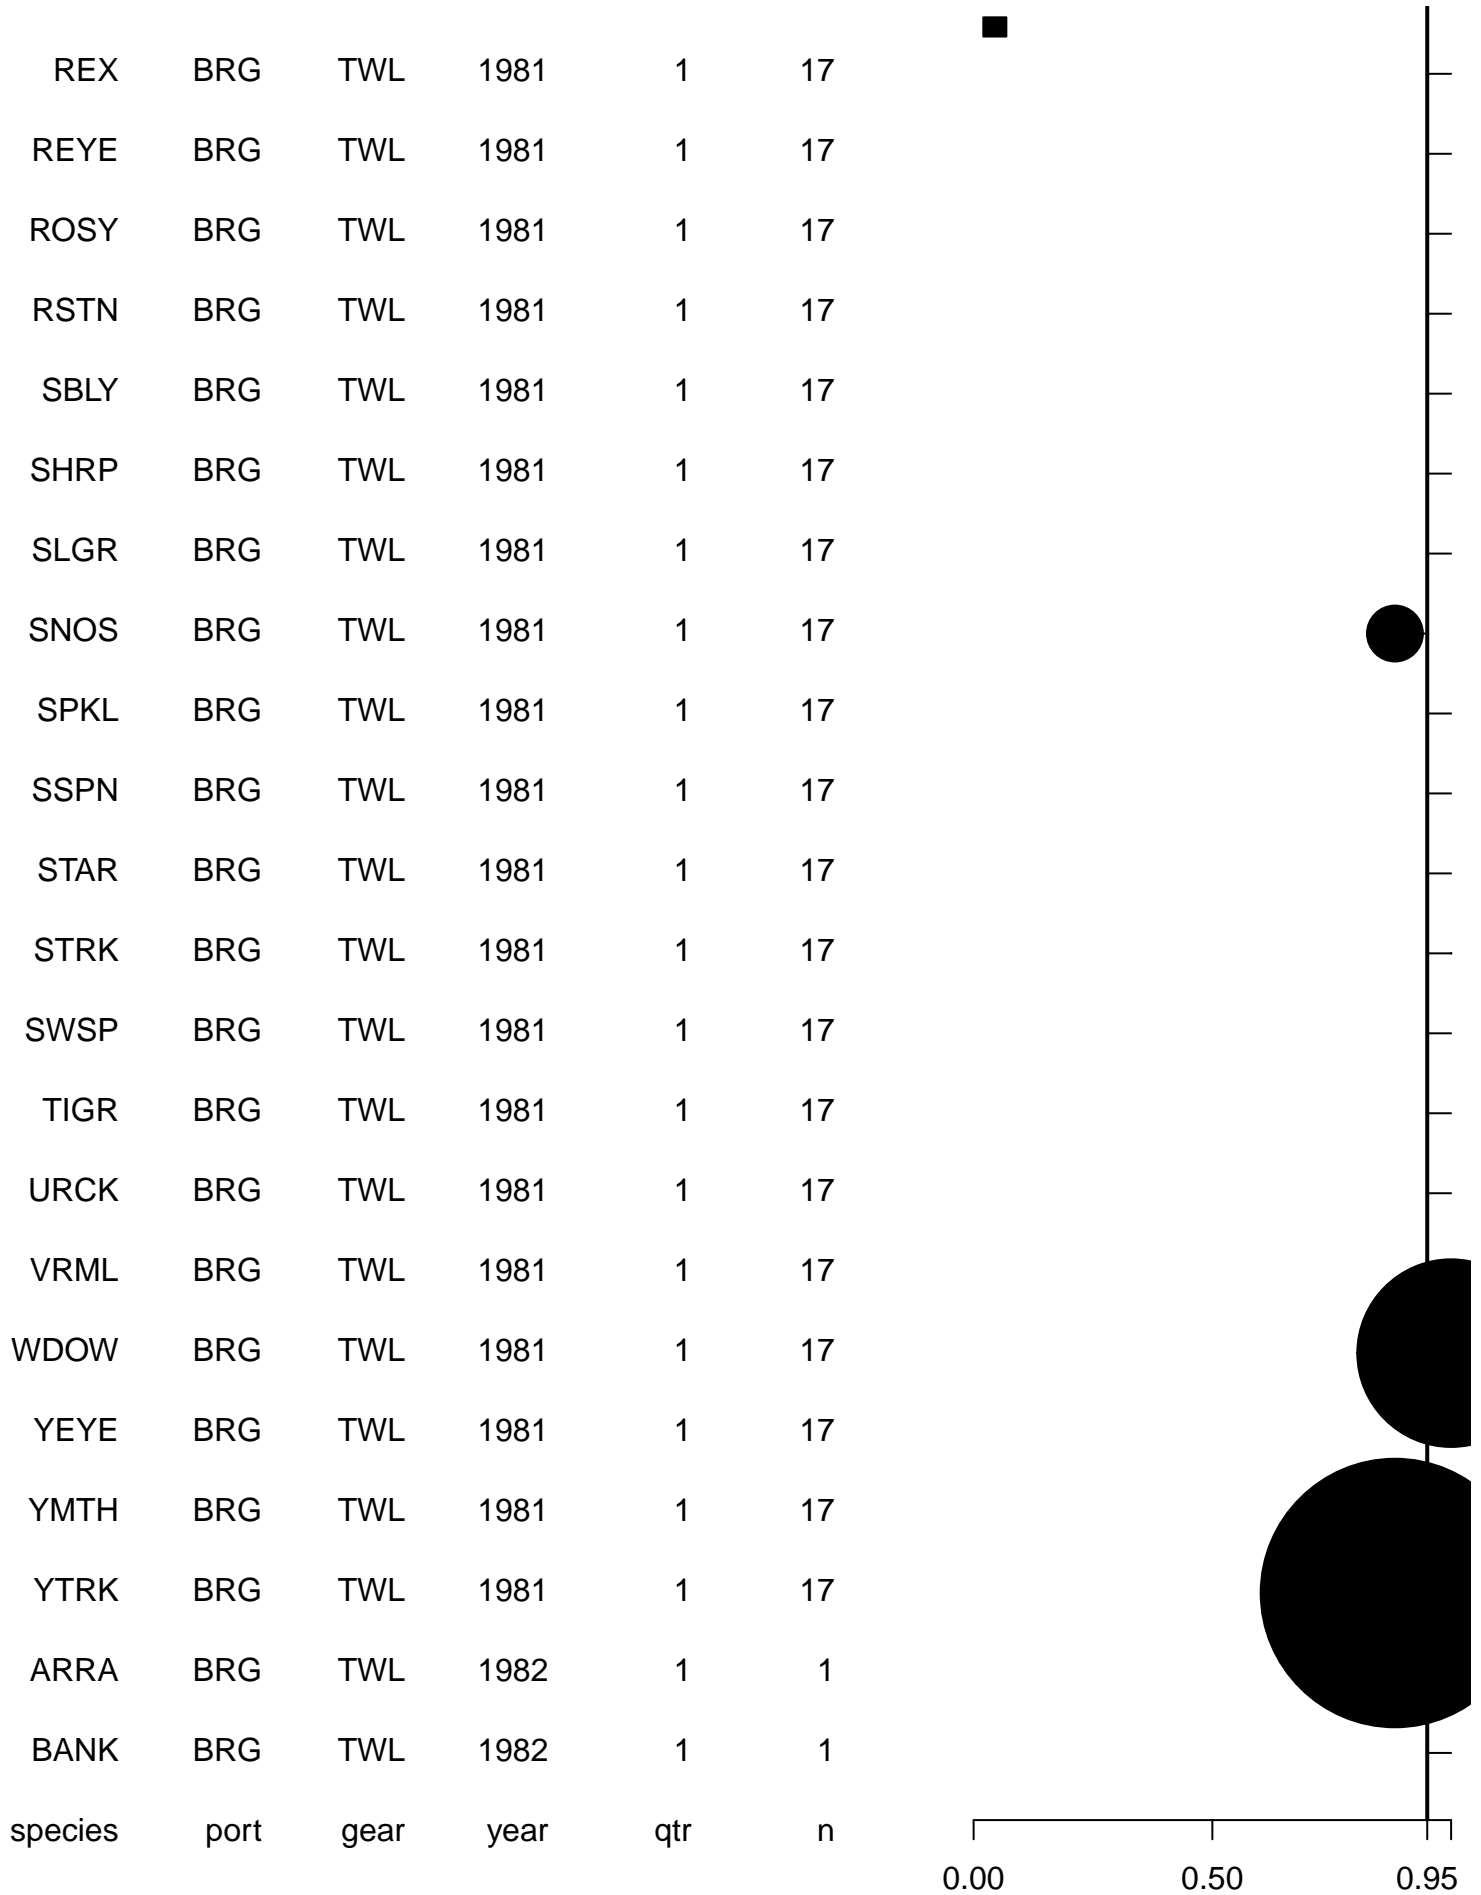 REX BRG TWL 1981 1 17
REYE BRG TWL 1981 1 17
ROSY BRG TWL 1981 1 17
RSTN BRG TWL 1981 1 17
SBLY BRG TWL 1981 1 17
SHRP BRG TWL 1981 1 17
SLGR BRG TWL 1981 1 17
SNOS BRG TWL 1981 1 17
SPKL BRG TWL 1981 1 17
SSPN BRG TWL 1981 1 17
STAR BRG TWL 1981 1 17
STRK BRG TWL 1981 1 17
SWSP BRG TWL 1981 1 17
TIGR BRG TWL 1981 1 17
URCK BRG TWL 1981 1 17
VRML BRG TWL 1981 1 17
WDOW BRG TWL 1981 1 17
YEYE BRG TWL 1981 1 17
YMTH BRG TWL 1981 1 17
YTRK BRG TWL 1981 1 17
ARRA BRG TWL 1982 1 1
BANK BRG TWL 1982 1 1
species port gear year qtr n
0.00 0.50 0.95